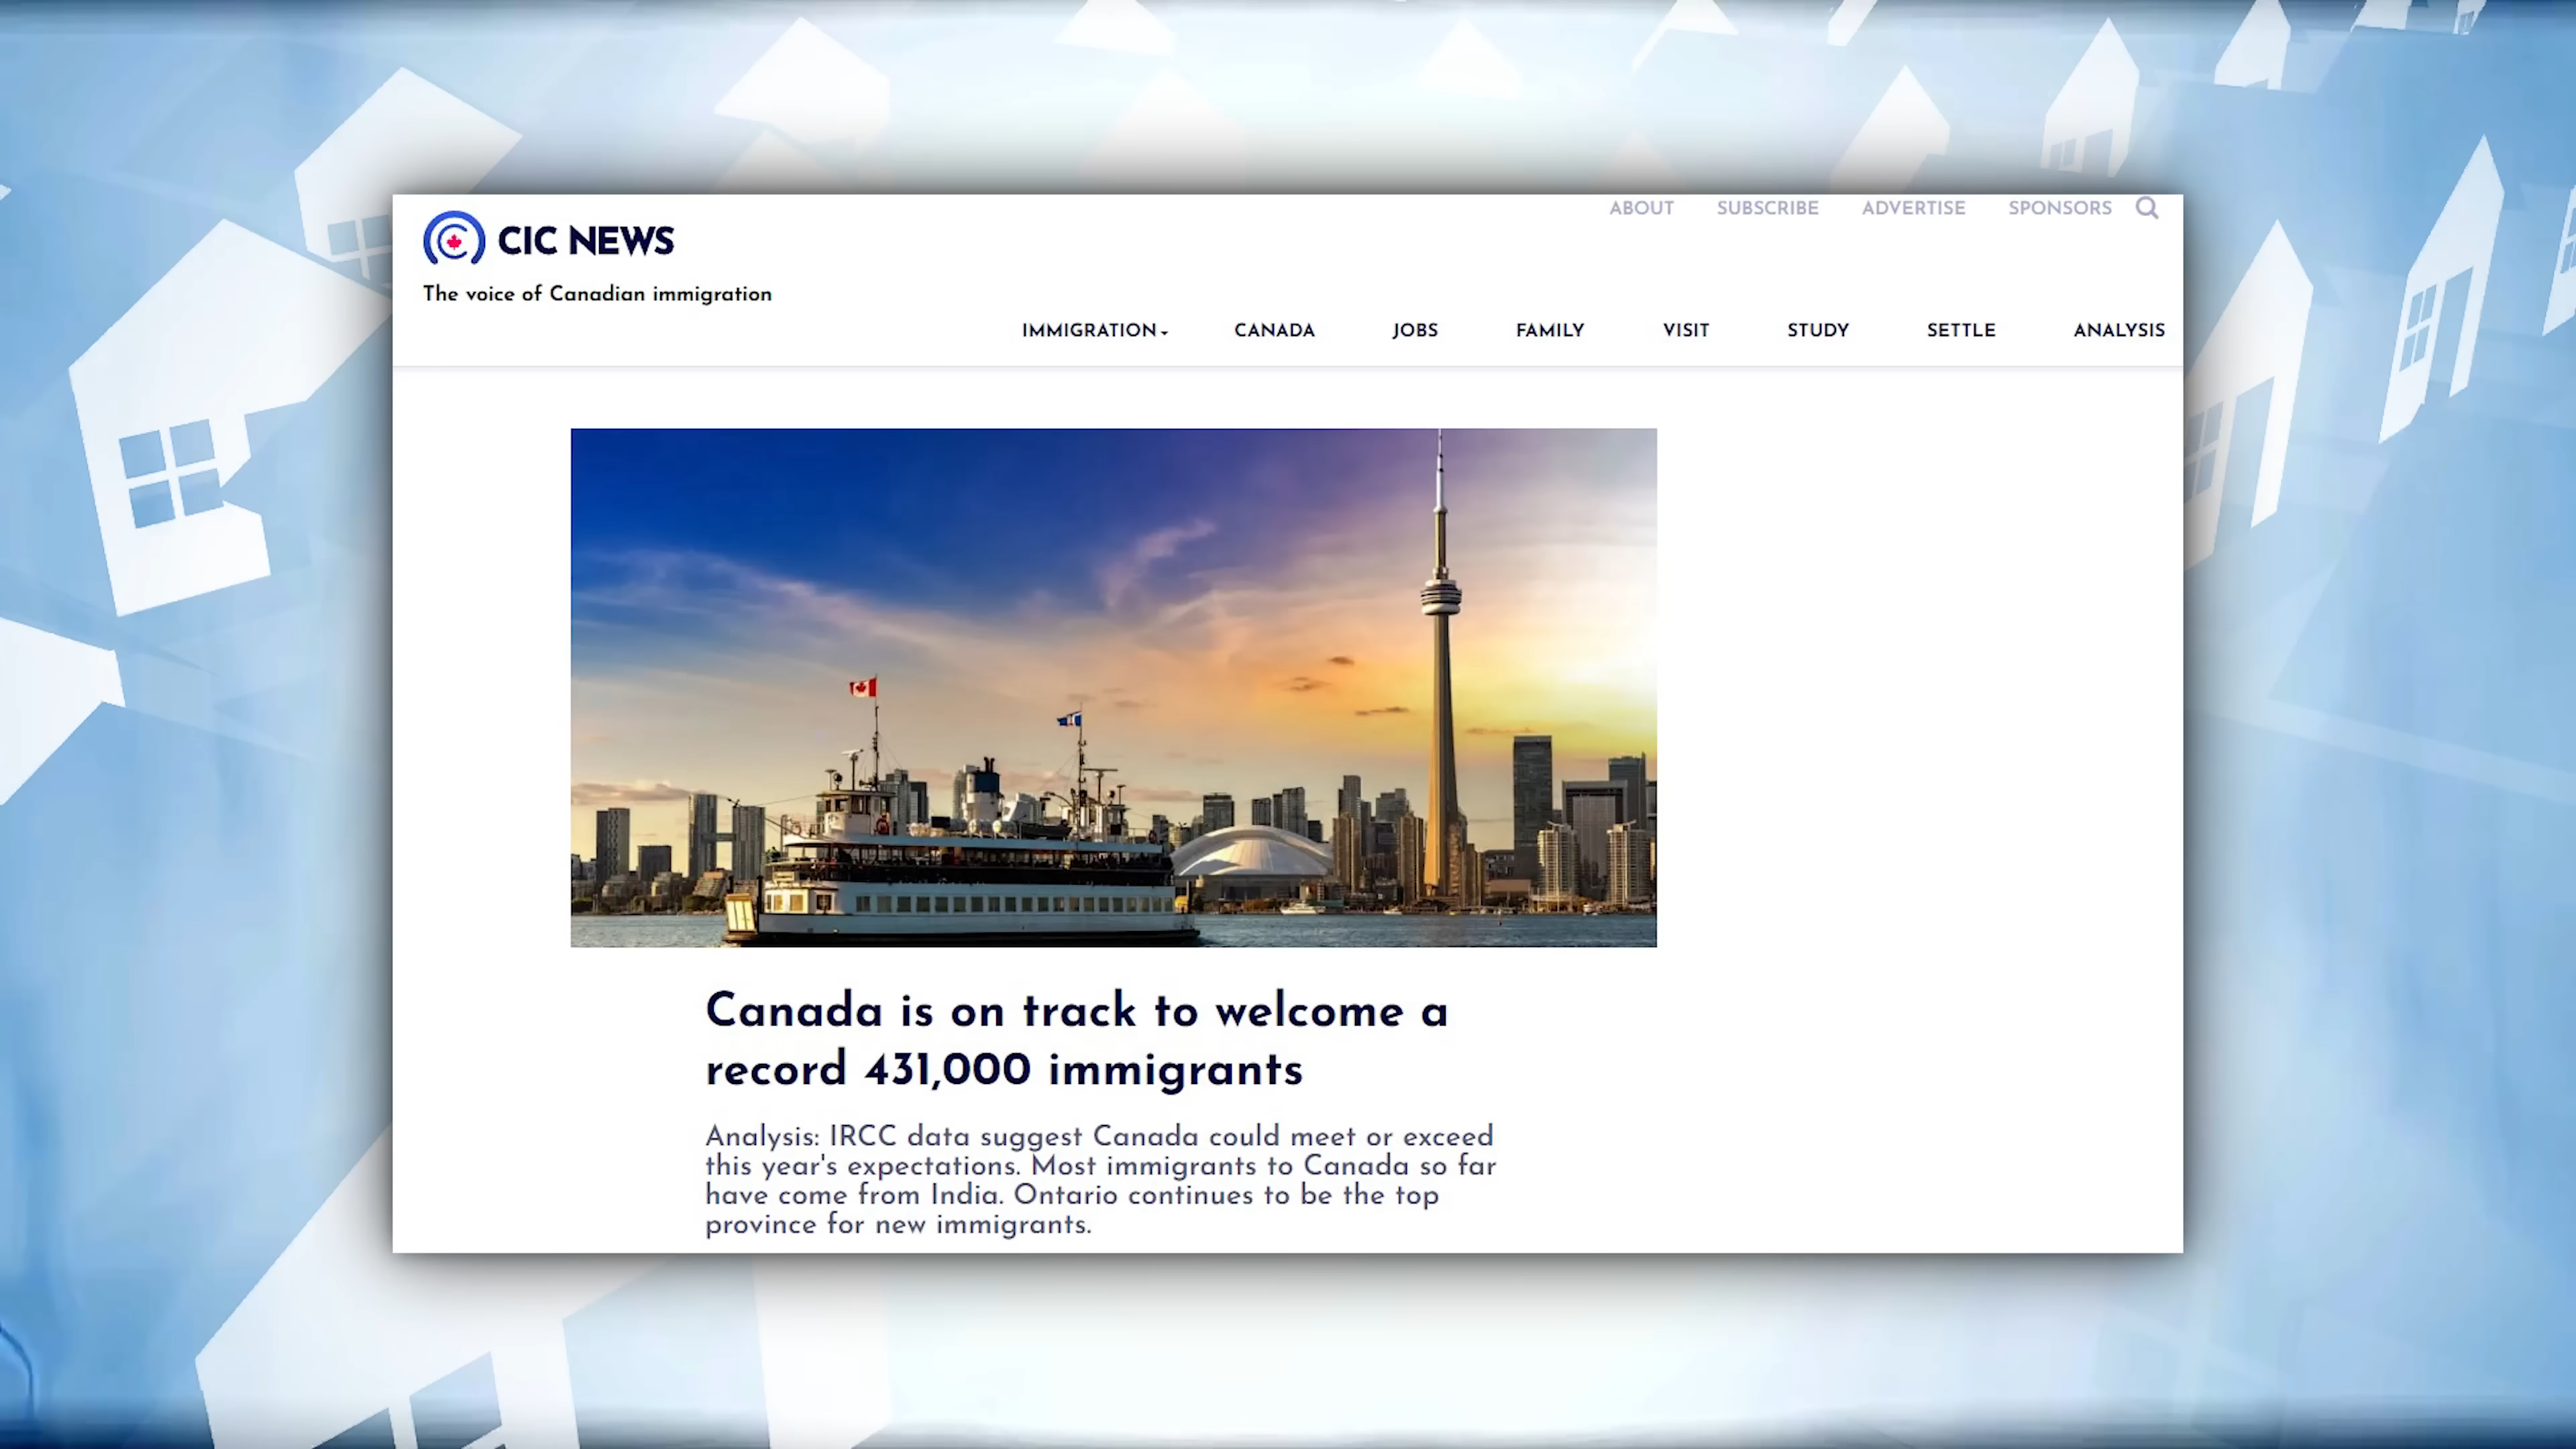 CIC NEWS
The voice of Canadian immigration
ABOUT SUBSCRIBE ADVERTISE SPONSORS
IMMIGRATION CANADA JOBS FAMILY VISIT STUDY SETTLE ANALYSIS
Canada is on track to welcome a
record 431,000 immigrants
Analysis: IRCC data suggest Canada could meet or exceed
this year's expectations. Most immigrants to Canada so far
have come from India. Ontario continues to be the top
province for new immigrants.